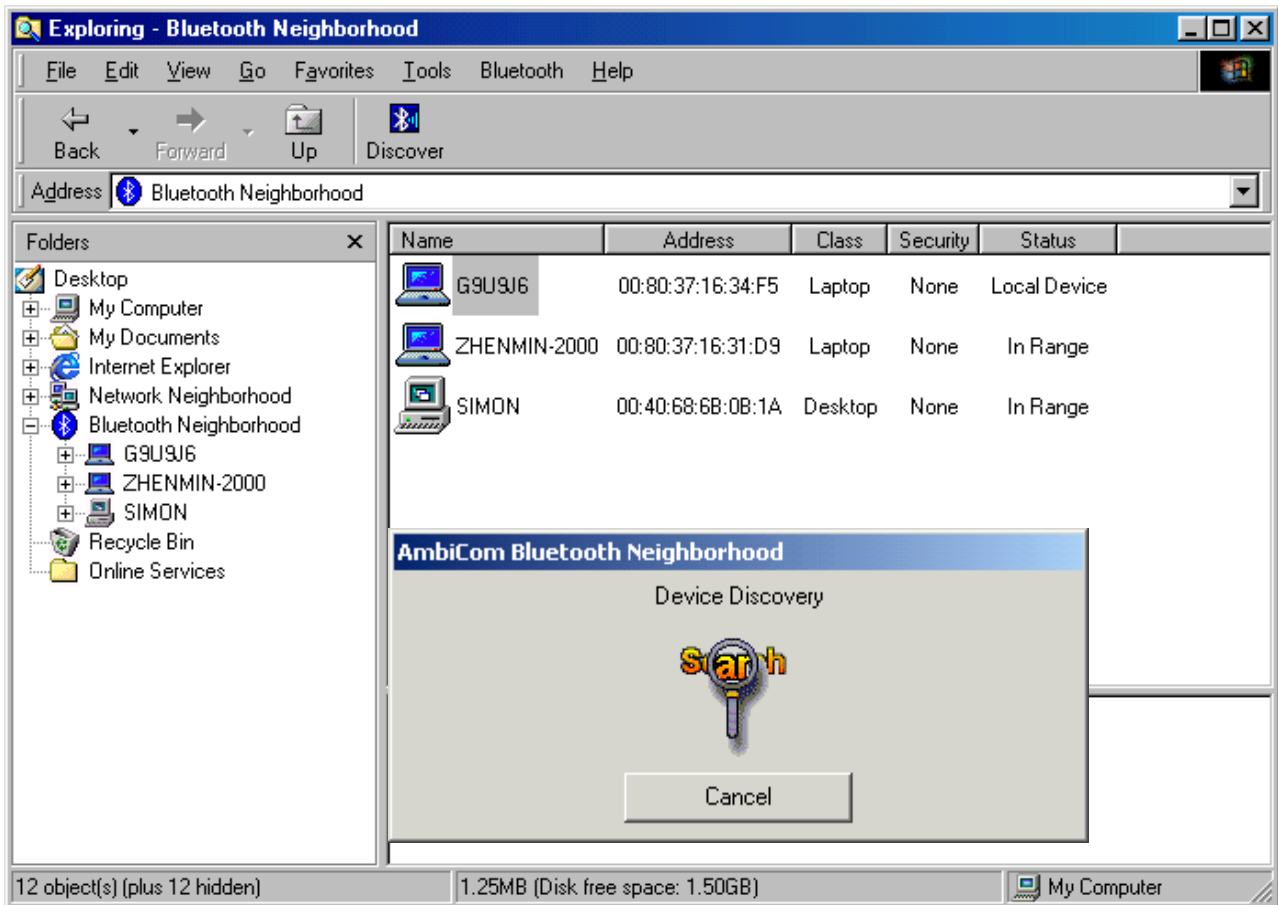 Exploring - Bluetooth Neighborhood
File Edit View Go Favorites Tools Bluetooth Help
Back Forward Up Discover
Address Bluetooth Neighborhood
Folders
Desktop
My Computer
My Documents
Internet Explorer
Network Neighborhood
Bluetooth Neighborhood
G9U9J6
ZHENMIN-2000
SIMON
Recycle Bin
Online Services
Name Address Class Security Status
G9U9J6 00:80:37:16:34:F5 Laptop None Local Device
ZHENMIN-2000 00:80:37:16:31:D9 Laptop None In Range
SIMON 00:40:68:6B:0B:1A Desktop None In Range
AmbiCom Bluetooth Neighborhood
Device Discovery
Search
Cancel
12 object(s) (plus 12 hidden) 1.25MB (Disk free space: 1.50GB) My Computer